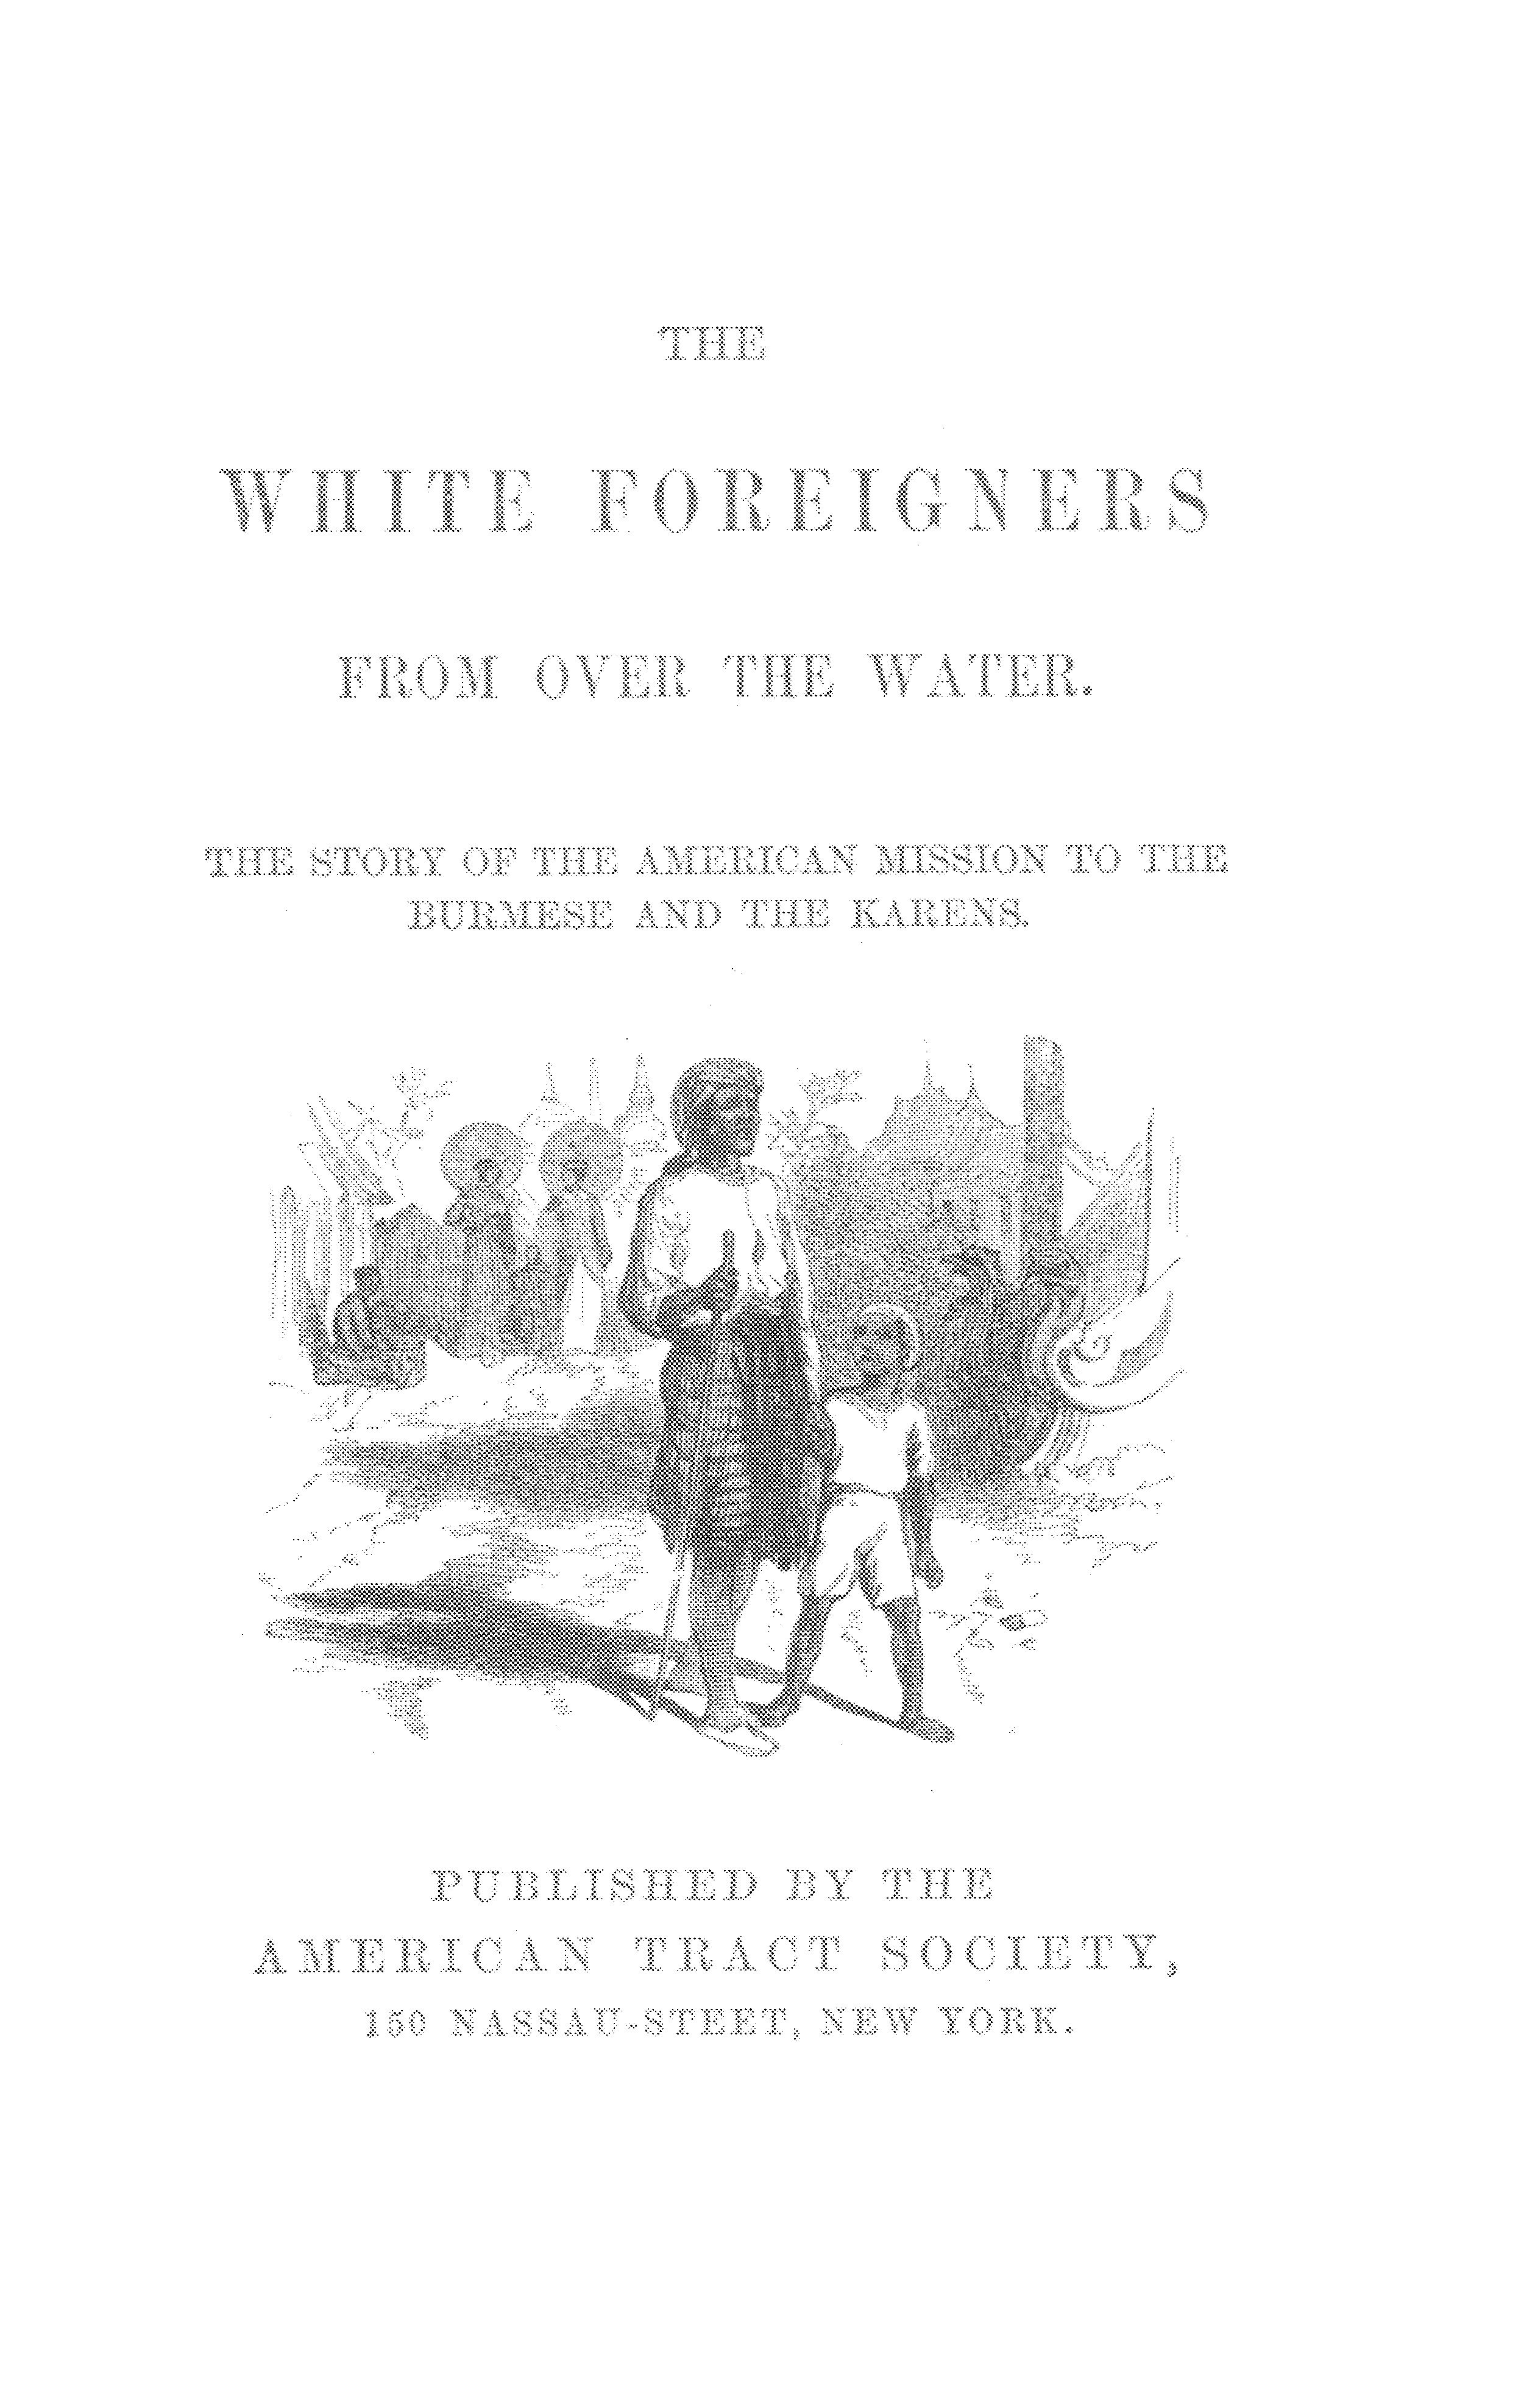 THE
WHITE FOREIGNERS
FROM OVER THE WATER.
THE STORY OF THE AMERICAN MISSION TO THE
BURMESE AND THE KARENS.
PUBLISHED BY THE
AMERICAN TRACT SOCIETY,
150 NASSAU-STEET, NEW YORK.